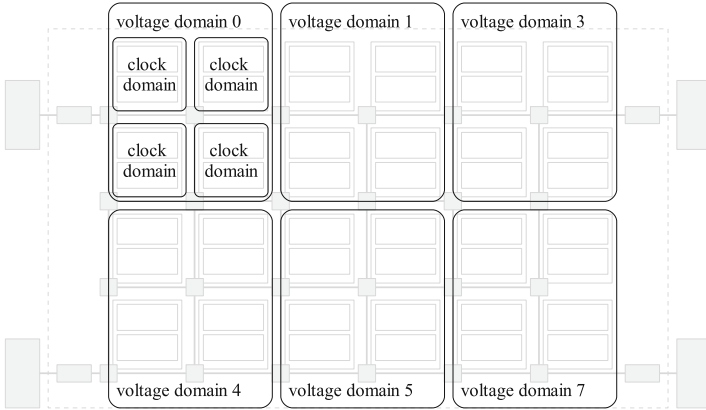 voltage domain 0
voltage domain 1
voltage domain 3
clock
domain
clock
domain
clock
domain
clock
domain
voltage domain 4
voltage domain 5
voltage domain 7